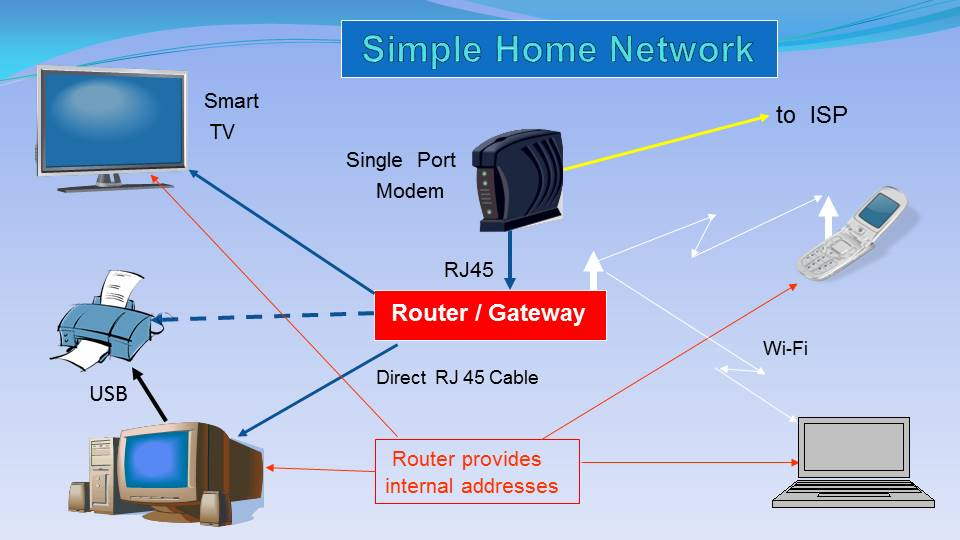 Simple Home Network
Smart
TV
to ISP
Single Port
Modem
RJ45
Router / Gateway
Wi-Fi
Direct RJ 45 Cable
USB
Router provides
internal addresses